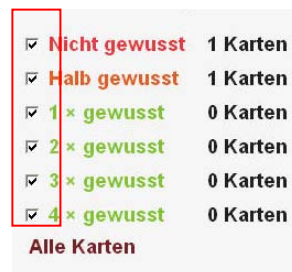 Nicht gewusst 1 Karten
Halb gewusst 1 Karten
1 × gewusst 0 Karten
2 × gewusst 0 Karten
3 × gewusst 0 Karten
4 × gewusst 0 Karten
Alle Karten